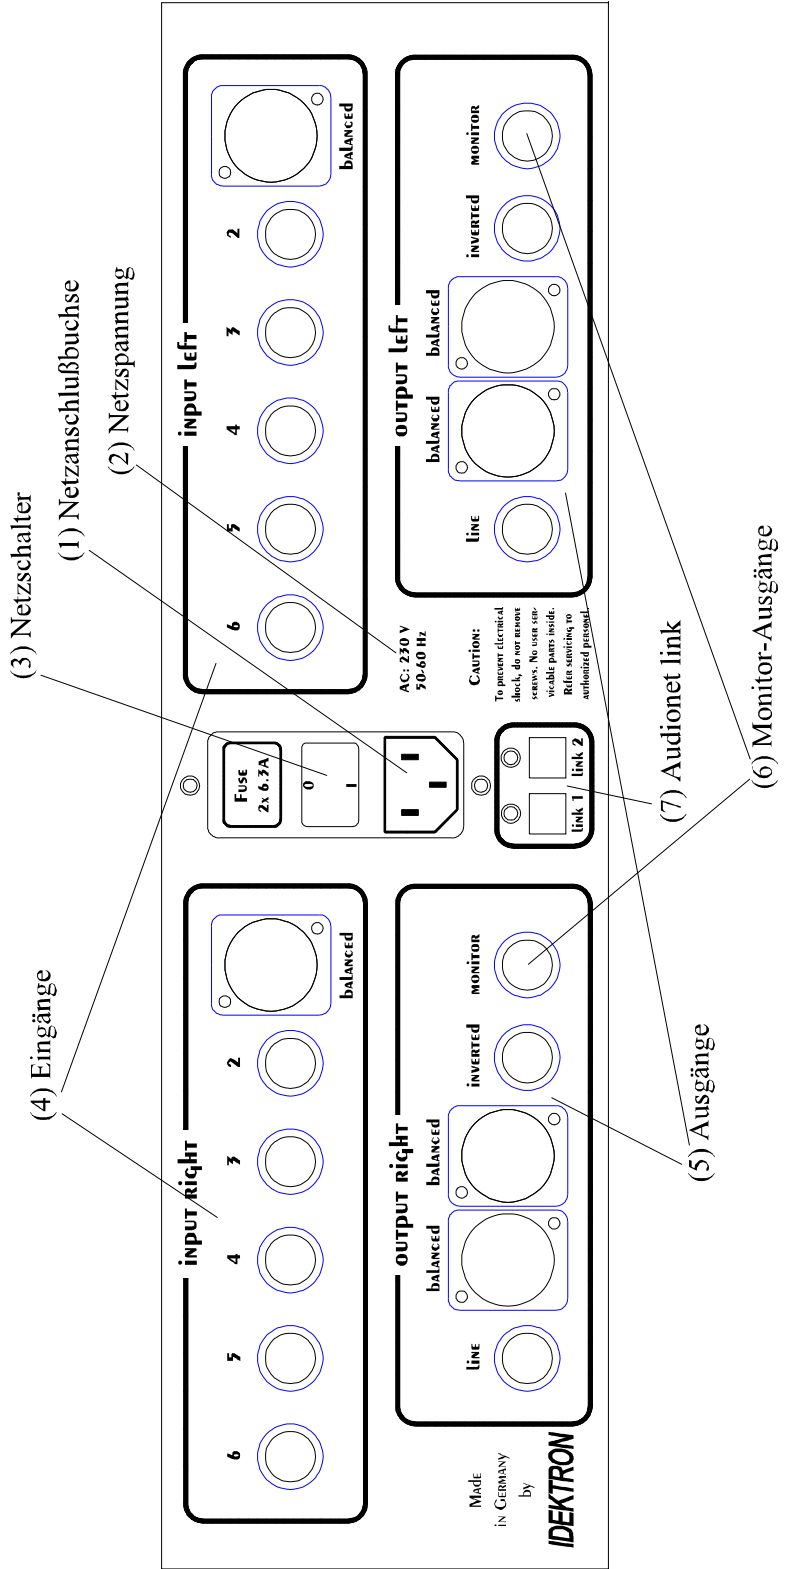 (3) Netzschalter
(1) Netzanschlußbuchse
(2) Netzspannung
(4) Eingänge
input right
6
5
4
3
2
balanced
Fuse
2x 6.3A
0
I
input left
6
5
4
3
2
balanced
AC: 230 V
50-60 Hz
Caution:
To prevent electrical
shock, do not remove
screws. No user ser-
vicable parts inside.
Refer servicing to
authorized personel.
output right
line
balanced
balanced
inverted
monitor
link 1
link 2
output left
line
balanced
balanced
inverted
monitor
Made
in Germany
by
IDEKTRON
(5) Ausgänge
(7) Audionet link
(6) Monitor-Ausgänge